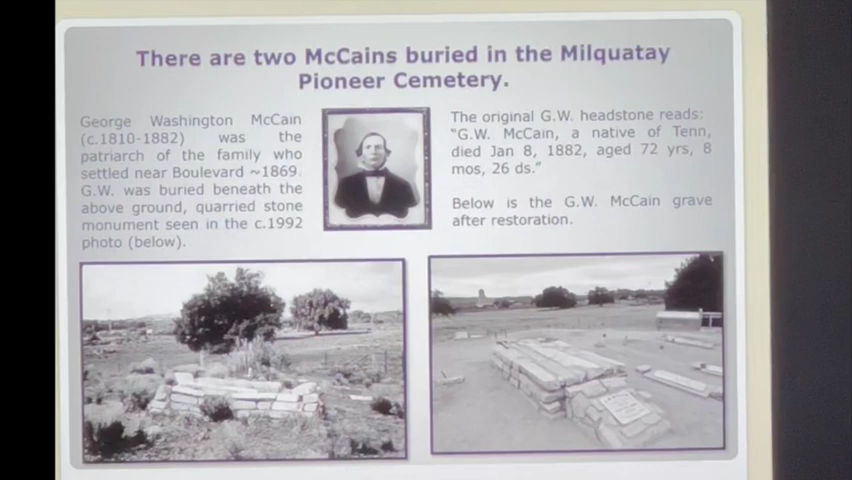 There are two McCains buried in the Milquatay
Pioneer Cemetery.
George Washington McCain
(c.1810-1882) was the
patriarch of the family who
settled near Boulevard ~1869.
G.W. was buried beneath the
above ground, quarried stone
monument seen in the c.1992
photo (below).
The original G.W. headstone reads:
“G.W. McCain, a native of Tenn,
died Jan 8, 1882, aged 72 yrs, 8
mos, 26 ds.”
Below is the G.W. McCain grave
after restoration.